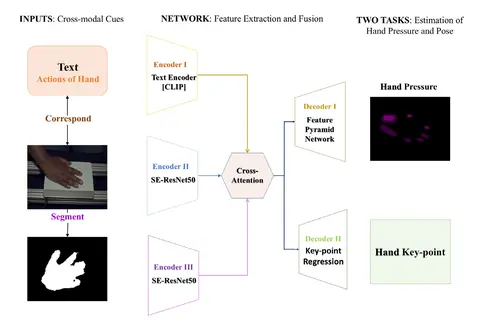 INPUTS: Cross-modal Cues
NETWORK: Feature Extraction and Fusion
TWO TASKS: Estimation of
Hand Pressure and Pose
Text
Actions of Hand
Correspond
Segment
Encoder I
Text Encoder
[CLIP]
Encoder II
SE-ResNet50
Encoder III
SE-ResNet50
Cross-
Attention
Decoder I
Feature
Pyramid
Network
Decoder II
Key-point
Regression
Hand Pressure
Hand Key-point